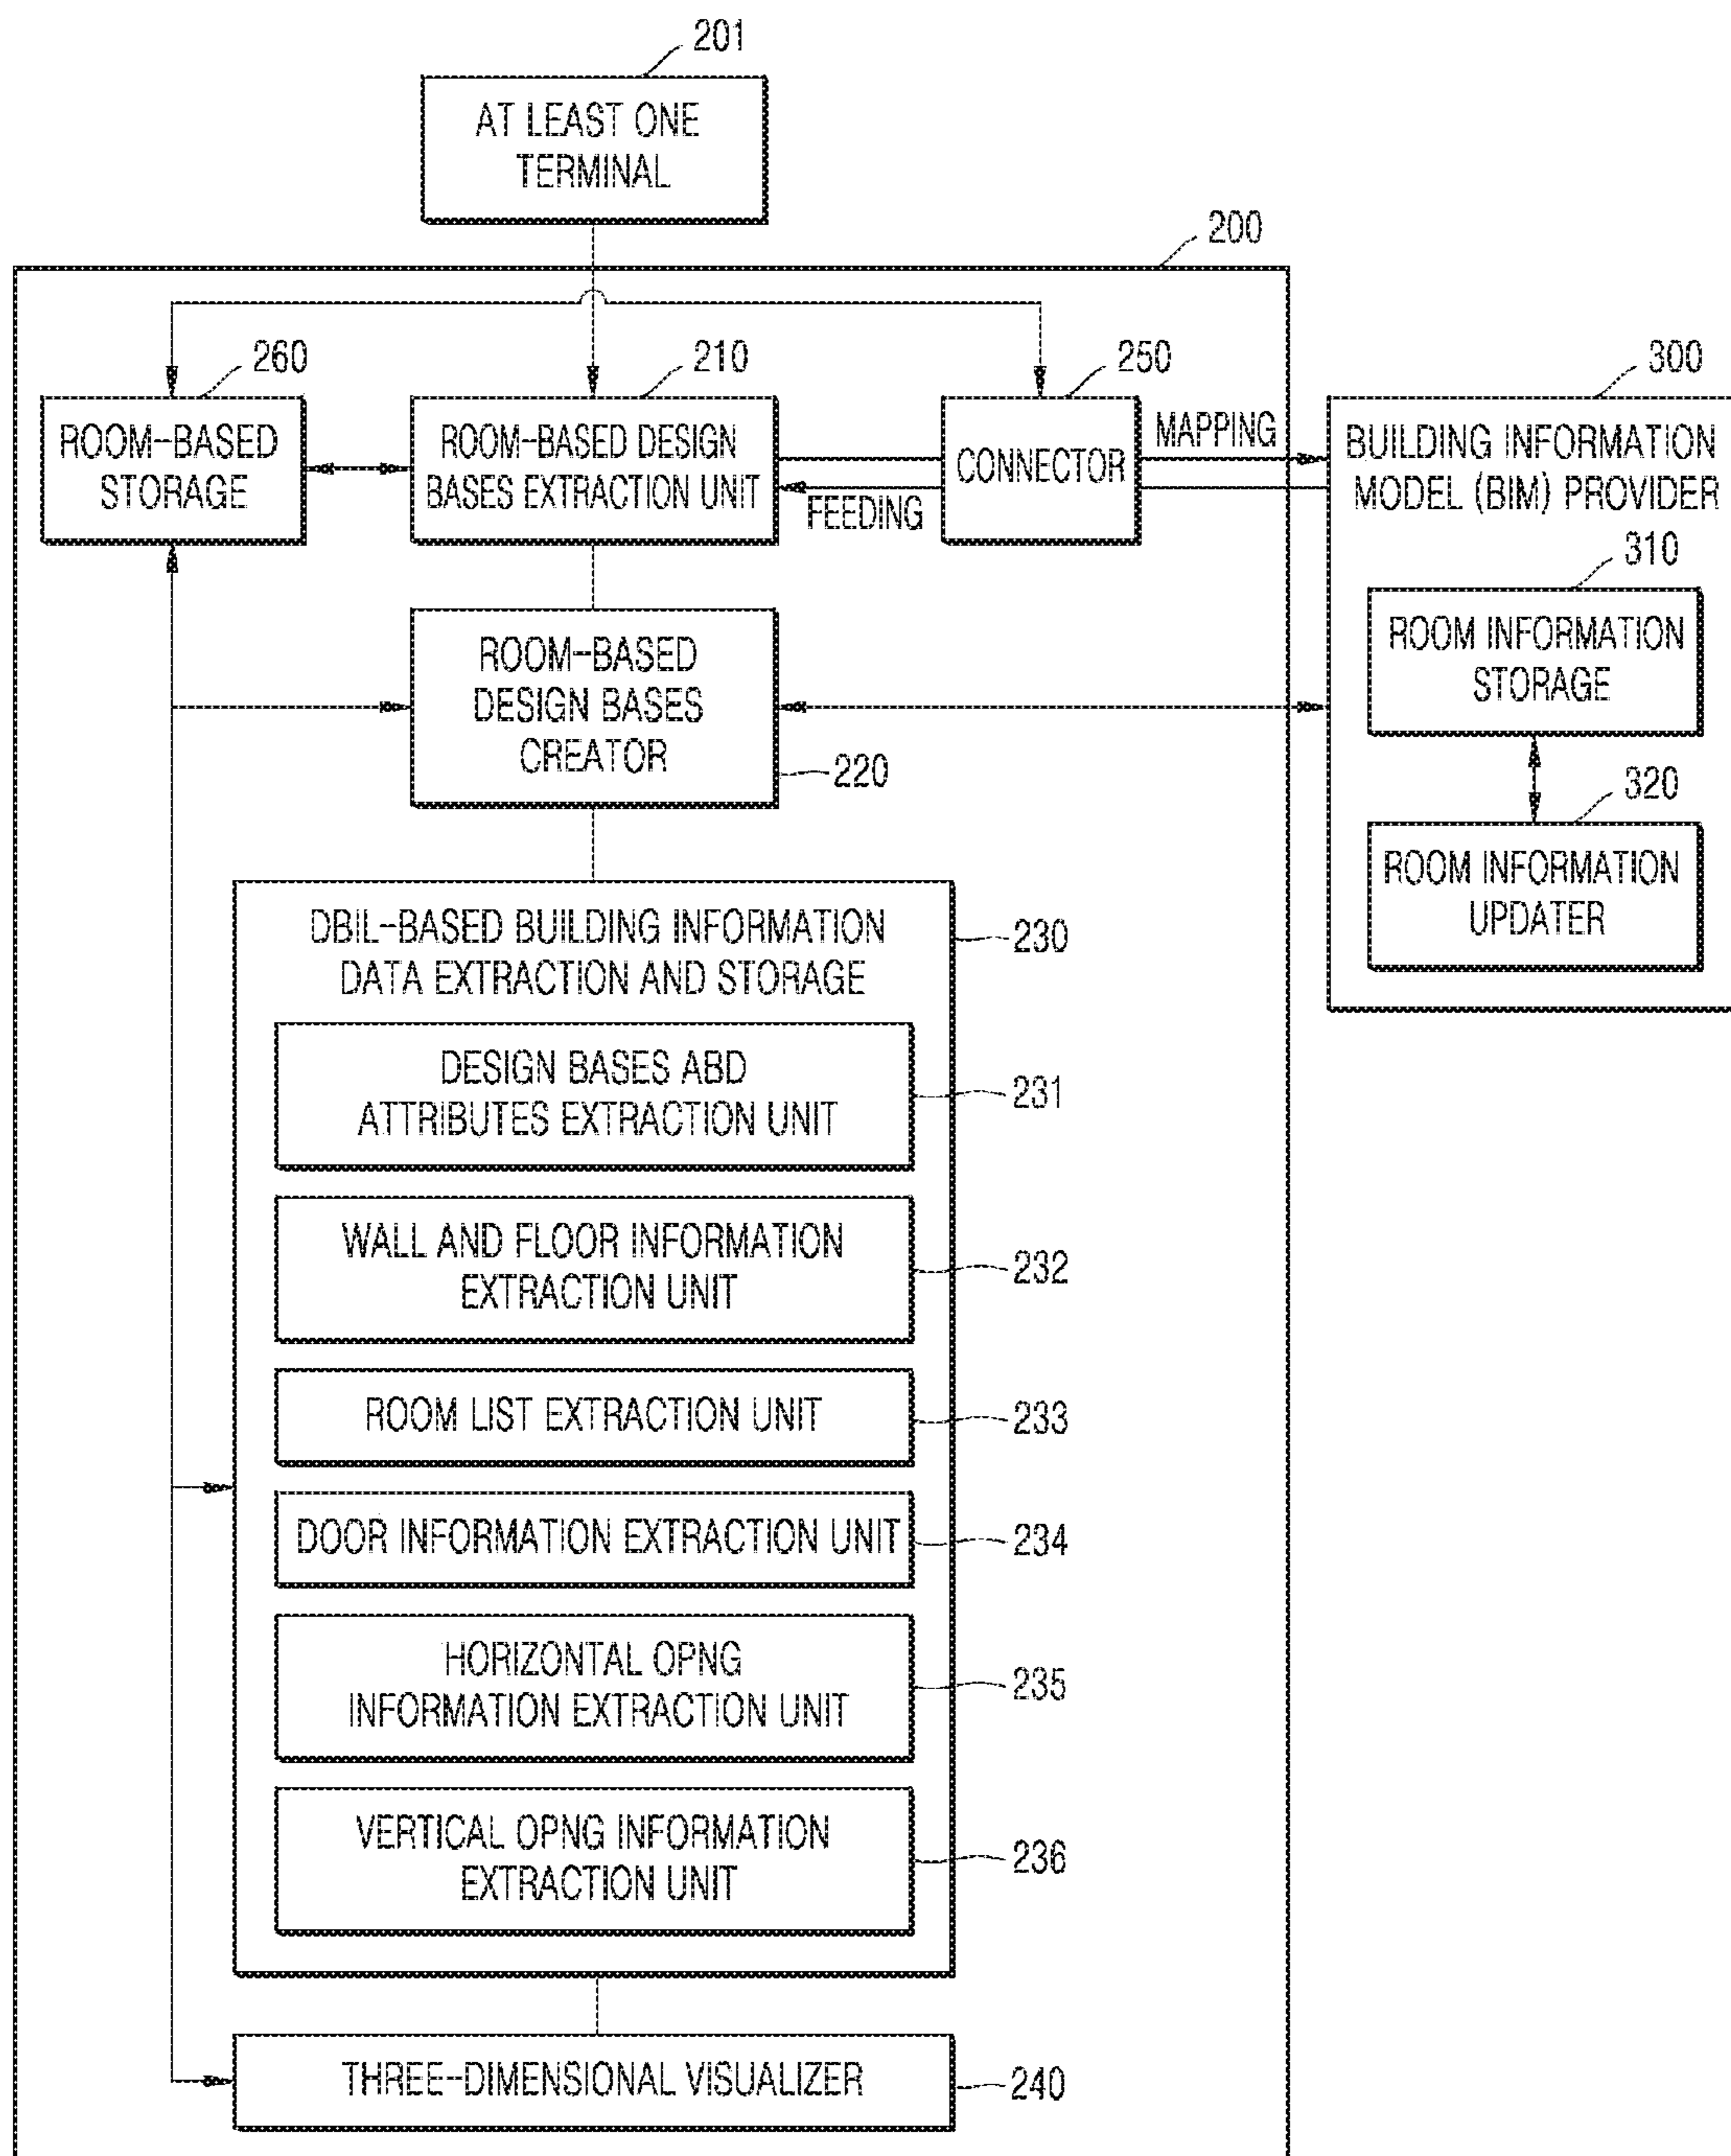 201
AT LEAST ONE
TERMINAL
200
260
210
250
300
ROOM-BASED
STORAGE
ROOM-BASED DESIGN
BASES EXTRACTION UNIT
FEEDING
CONNECTOR
MAPPING
BUILDING INFORMATION
MODEL (BIM) PROVIDER
310
ROOM INFORMATION
STORAGE
320
ROOM INFORMATION
UPDATER
ROOM-BASED
DESIGN BASES
CREATOR
220
DBIL-BASED BUILDING INFORMATION
DATA EXTRACTION AND STORAGE
230
DESIGN BASES ABD
ATTRIBUTES EXTRACTION UNIT
231
WALL AND FLOOR INFORMATION
EXTRACTION UNIT
232
ROOM LIST EXTRACTION UNIT
233
DOOR INFORMATION EXTRACTION UNIT
234
HORIZONTAL OPNG
INFORMATION EXTRACTION UNIT
235
VERTICAL OPNG INFORMATION
EXTRACTION UNIT
236
THREE-DIMENSIONAL VISUALIZER
240